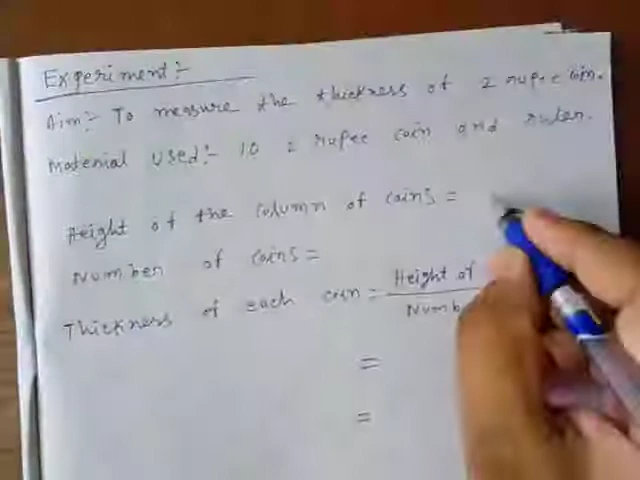 Experiment:-
Aim:- To measure the thickness of 2 rupee coin.
Material used:- 10 2 rupee coin and ruler.
Height of the column of coins =
Number of coins =
Thickness of each coin = Height of
Numb
=
=